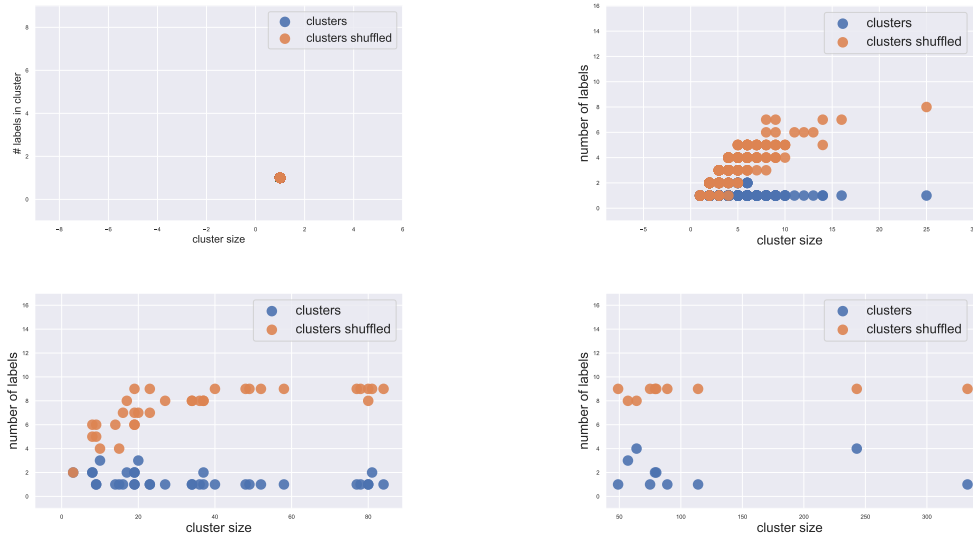 8
6
4
2
0
# labels in cluster
clusters
clusters shuffled
−8 −6 −4 −2 0 2 4 6
cluster size
16
14
12
10
8
6
4
2
0
number of labels
clusters
clusters shuffled
−5 0 5 10 15 20 25 3
cluster size
16
14
12
10
8
6
4
2
0
number of labels
clusters
clusters shuffled
0 20 40 60 80
cluster size
16
14
12
10
8
6
4
2
0
number of labels
clusters
clusters shuffled
50 100 150 200 250 300
cluster size